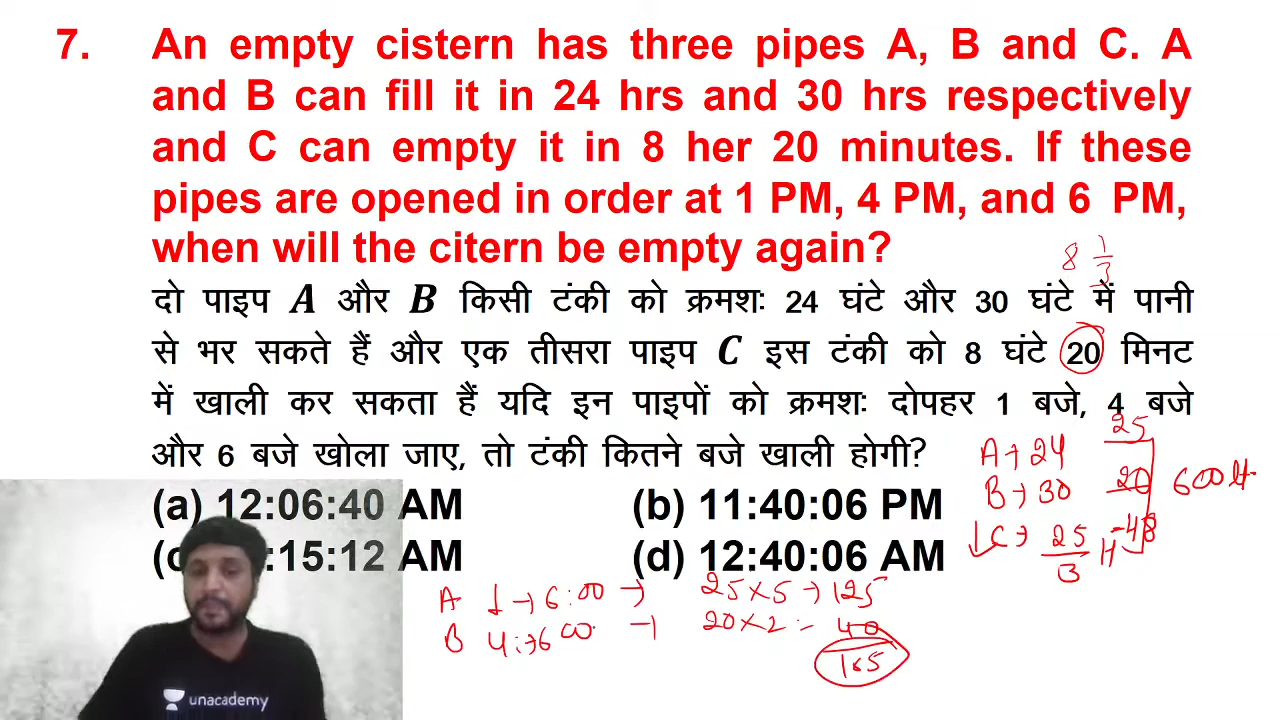 7. An empty cistern has three pipes A, B and C. A
and B can fill it in 24 hrs and 30 hrs respectively
and C can empty it in 8 her 20 minutes. If these
pipes are opened in order at 1 PM, 4 PM, and 6 PM,
when will the citern be empty again?
8 1/3
दो पाइप A और B किसी टंकी को क्रमशः 24 घंटे और 30 घंटे में पानी
से भर सकते हैं और एक तीसरा पाइप C इस टंकी को 8 घंटे 20 मिनट
में खाली कर सकता हैं यदि इन पाइपों को क्रमशः दोपहर 1 बजे, 4 बजे
और 6 बजे खोला जाए, तो टंकी कितने बजे खाली होगी?
A → 24 25
B → 30 20 600
C → 25/3 H -48
(a) 12:06:40 AM (b) 11:40:06 PM
:15:12 AM (d) 12:40:06 AM
A 1 → 6:00 → 25×5 → 125
B 4: → 6:00 → 20×2 = 40
165
unacademy